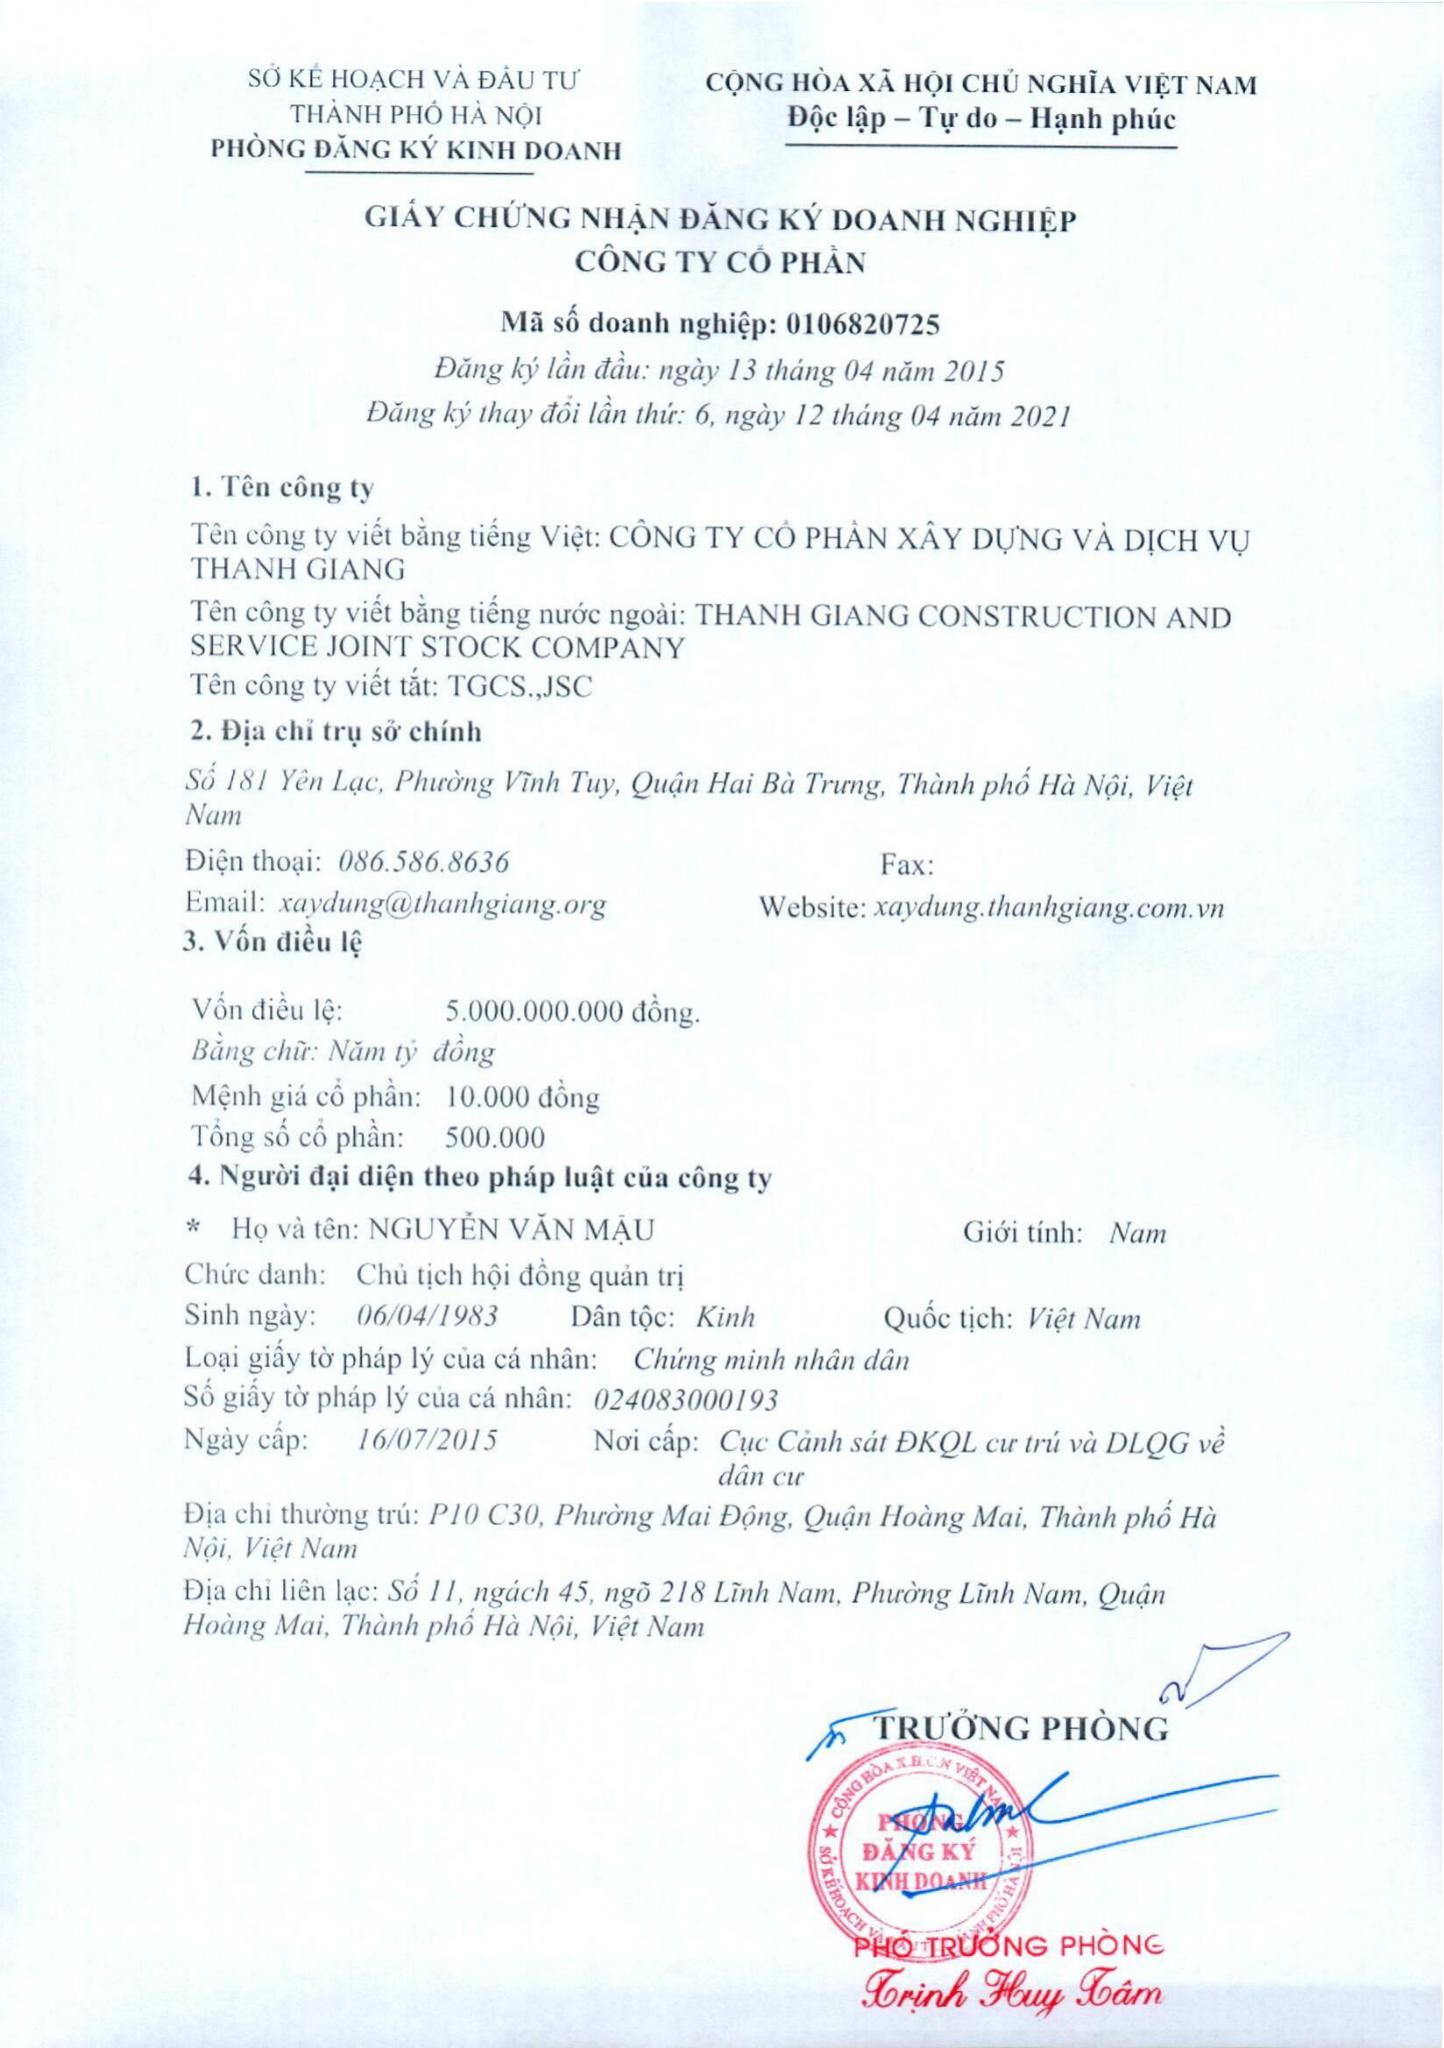 SỞ KẾ HOẠCH VÀ ĐẦU TƯ
THÀNH PHỐ HÀ NỘI
PHÒNG ĐĂNG KÝ KINH DOANH
CỘNG HÒA XÃ HỘI CHỦ NGHĨA VIỆT NAM
Độc lập – Tự do – Hạnh phúc
GIẤY CHỨNG NHẬN ĐĂNG KÝ DOANH NGHIỆP
CÔNG TY CỔ PHẦN
Mã số doanh nghiệp: 0106820725
Đăng ký lần đầu: ngày 13 tháng 04 năm 2015
Đăng ký thay đổi lần thứ: 6, ngày 12 tháng 04 năm 2021
1. Tên công ty
Tên công ty viết bằng tiếng Việt: CÔNG TY CỔ PHẦN XÂY DỰNG VÀ DỊCH VỤ
THANH GIANG
Tên công ty viết bằng tiếng nước ngoài: THANH GIANG CONSTRUCTION AND
SERVICE JOINT STOCK COMPANY
Tên công ty viết tắt: TGCS.,JSC
2. Địa chỉ trụ sở chính
Số 181 Yên Lạc, Phường Vĩnh Tuy, Quận Hai Bà Trưng, Thành phố Hà Nội, Việt
Nam
Điện thoại: 086.586.8636 Fax:
Email: xaydung@thanhgiang.org Website: xaydung.thanhgiang.com.vn
3. Vốn điều lệ
Vốn điều lệ: 5.000.000.000 đồng.
Bằng chữ: Năm tỷ đồng
Mệnh giá cổ phần: 10.000 đồng
Tổng số cổ phần: 500.000
4. Người đại diện theo pháp luật của công ty
* Họ và tên: NGUYỄN VĂN MẬU Giới tính: Nam
Chức danh: Chủ tịch hội đồng quản trị
Sinh ngày: 06/04/1983 Dân tộc: Kinh Quốc tịch: Việt Nam
Loại giấy tờ pháp lý của cá nhân: Chứng minh nhân dân
Số giấy tờ pháp lý của cá nhân: 024083000193
Ngày cấp: 16/07/2015 Nơi cấp: Cục Cảnh sát ĐKQL cư trú và DLQG về
dân cư
Địa chỉ thường trú: P10 C30, Phường Mai Động, Quận Hoàng Mai, Thành phố Hà
Nội, Việt Nam
Địa chỉ liên lạc: Số 11, ngách 45, ngõ 218 Lĩnh Nam, Phường Lĩnh Nam, Quận
Hoàng Mai, Thành phố Hà Nội, Việt Nam
TRƯỞNG PHÒNG
CỘNG HÒA X.H.C.N VIỆT NAM
PHÒNG
ĐĂNG KÝ
KINH DOANH
SỞ KẾ HOẠCH VÀ ĐẦU TƯ THÀNH PHỐ HÀ NỘI
PHÓ TRƯỞNG PHÒNG
Trịnh Huy Tâm